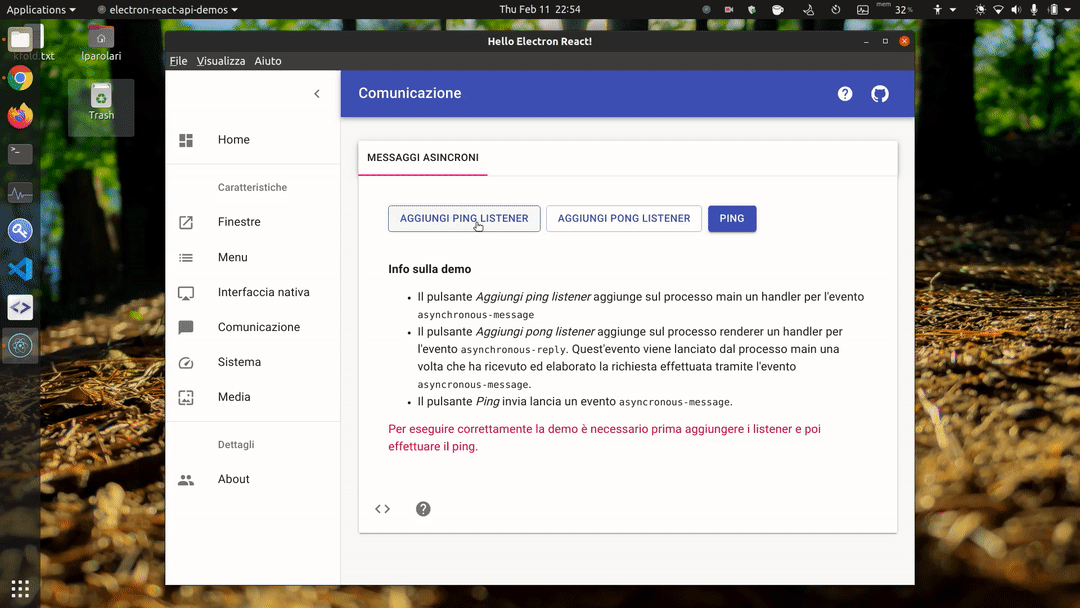 Applications
electron-react-api-demos
Thu Feb 11 22:54
mem
32%
kfold.txt
lparolari
Trash
Hello Electron React!
File Visualizza Aiuto
Comunicazione
Home
Caratteristiche
Finestre
Menu
Interfaccia nativa
Comunicazione
Sistema
Media
Dettagli
About
MESSAGGI ASINCRONI
AGGIUNGI PING LISTENER
AGGIUNGI PONG LISTENER
PING
Info sulla demo
• Il pulsante Aggiungi ping listener aggiunge sul processo main un handler per l'evento
asynchronous-message
• Il pulsante Aggiungi pong listener aggiunge sul processo renderer un handler per
l'evento asynchronous-reply. Quest'evento viene lanciato dal processo main una
volta che ha ricevuto ed elaborato la richiesta effettuata tramite l'evento
asyncronous-message.
• Il pulsante Ping invia lancia un evento asyncronous-message.
Per eseguire correttamente la demo è necessario prima aggiungere i listener e poi
effettuare il ping.